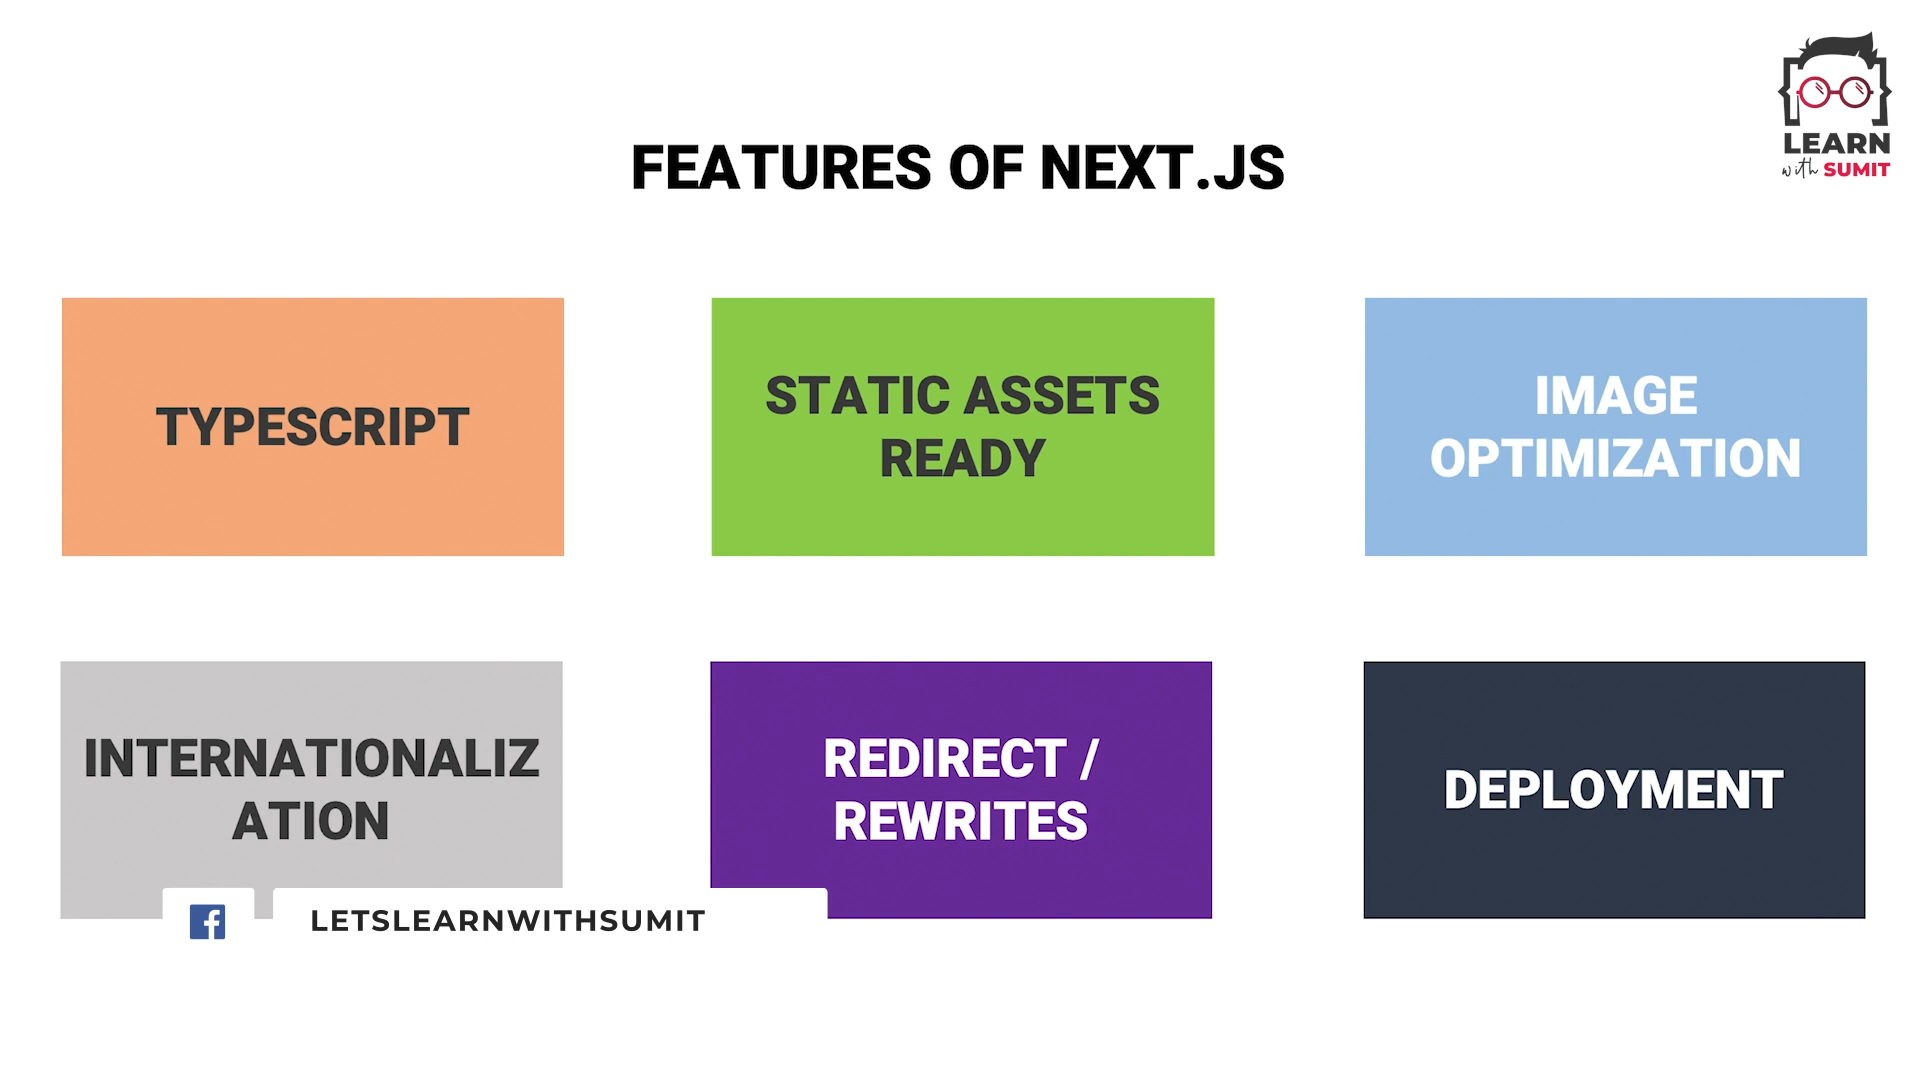 LEARN
with SUMIT
FEATURES OF NEXT.JS
TYPESCRIPT
STATIC ASSETS
READY
IMAGE
OPTIMIZATION
INTERNATIONALIZ
ATION
REDIRECT /
REWRITES
DEPLOYMENT
LETSLEARNWITHSUMIT